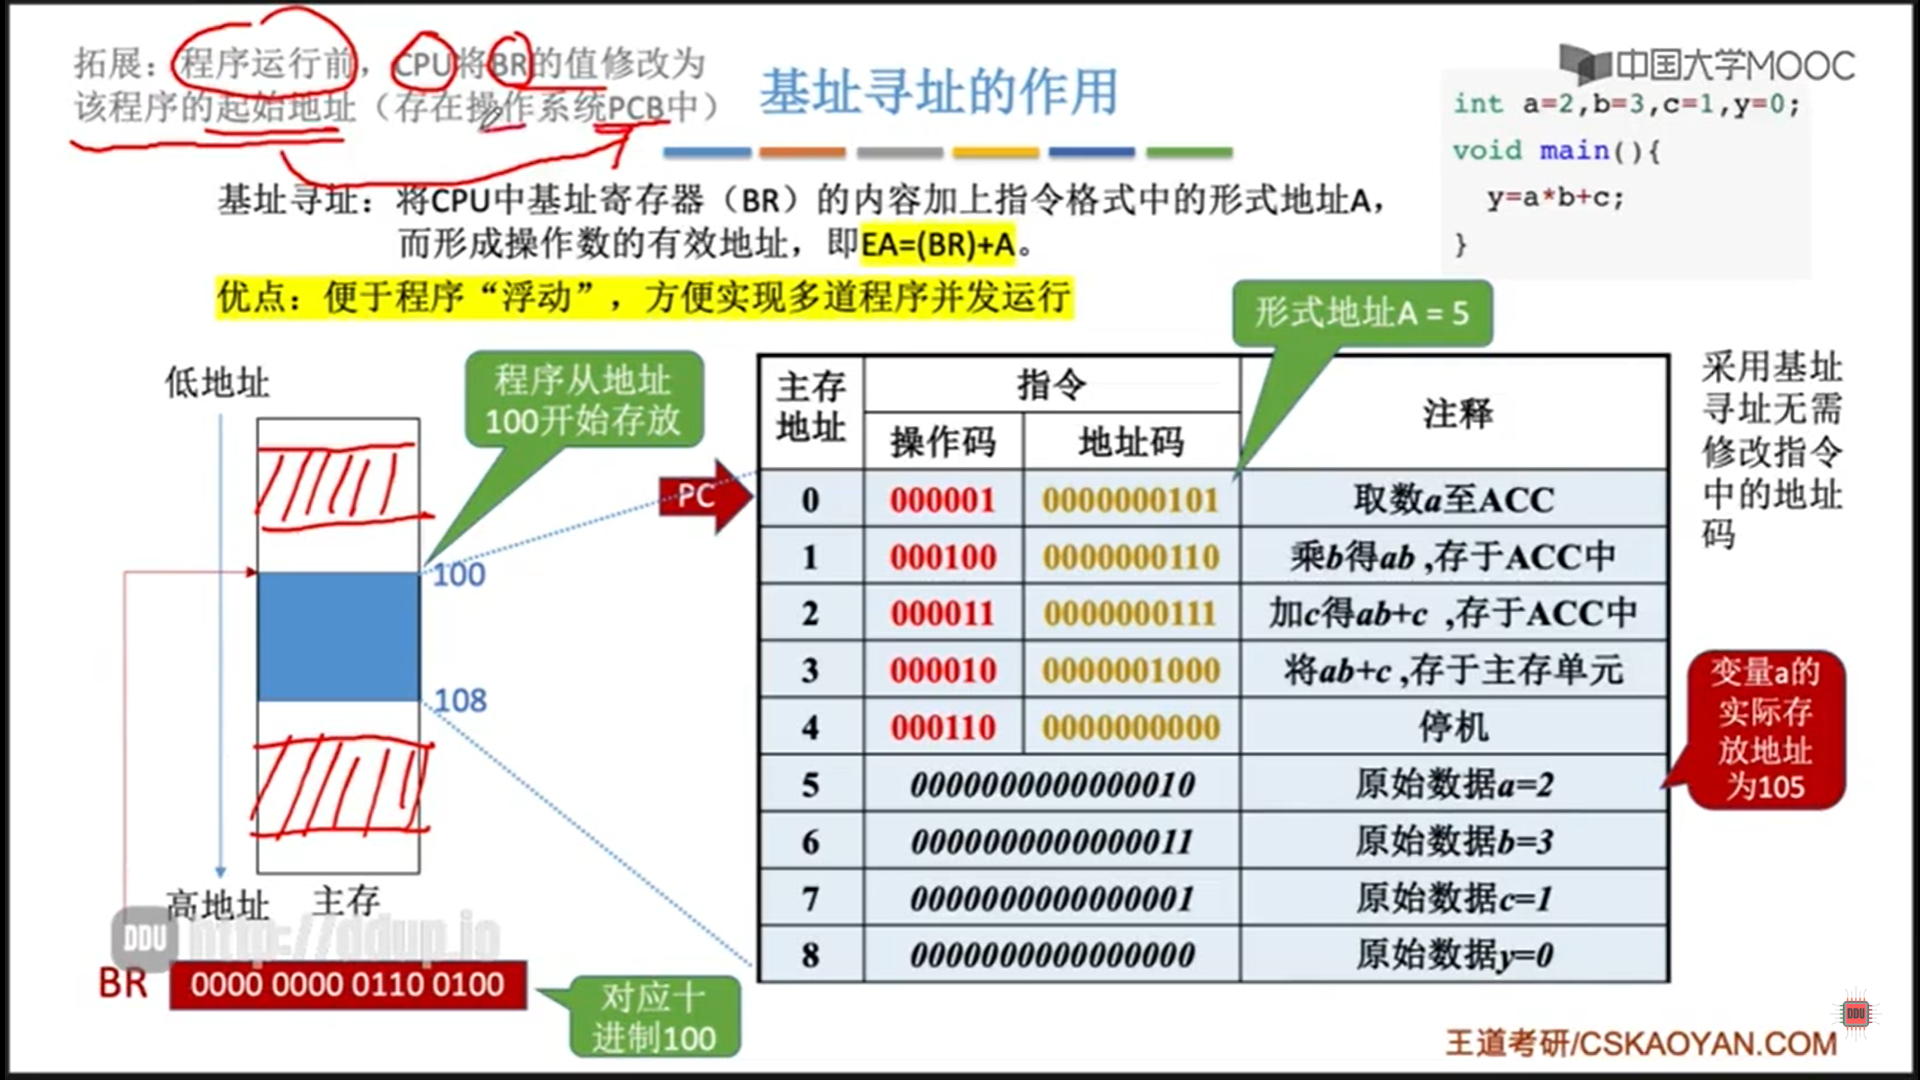 拓展：程序运行前，CPU将BR的值修改为
该程序的起始地址（存在操作系统PCB中）
基址寻址的作用
中国大学MOOC
int a=2,b=3,c=1,y=0;
void main(){
y=a*b+c;
}
基址寻址：将CPU中基址寄存器（BR）的内容加上指令格式中的形式地址A，
而形成操作数的有效地址，即EA=(BR)+A。
优点：便于程序“浮动”，方便实现多道程序并发运行
形式地址A = 5
低地址
程序从地址
100开始存放
100
108
高地址
主存
PC
主存
地址
指令
注释
操作码
地址码
0
000001
0000000101
取数a至ACC
1
000100
0000000110
乘b得ab ,存于ACC中
2
000011
0000000111
加c得ab+c ,存于ACC中
3
000010
0000001000
将ab+c ,存于主存单元
4
000110
0000000000
停机
5
0000000000000010
原始数据a=2
6
0000000000000011
原始数据b=3
7
0000000000000001
原始数据c=1
8
0000000000000000
原始数据y=0
采用基址
寻址无需
修改指令
中的地址
码
变量a的
实际存
放地址
为105
DDU http://ddup.io
BR
0000 0000 0110 0100
对应十
进制100
DDU
王道考研/CSKAOYAN.COM